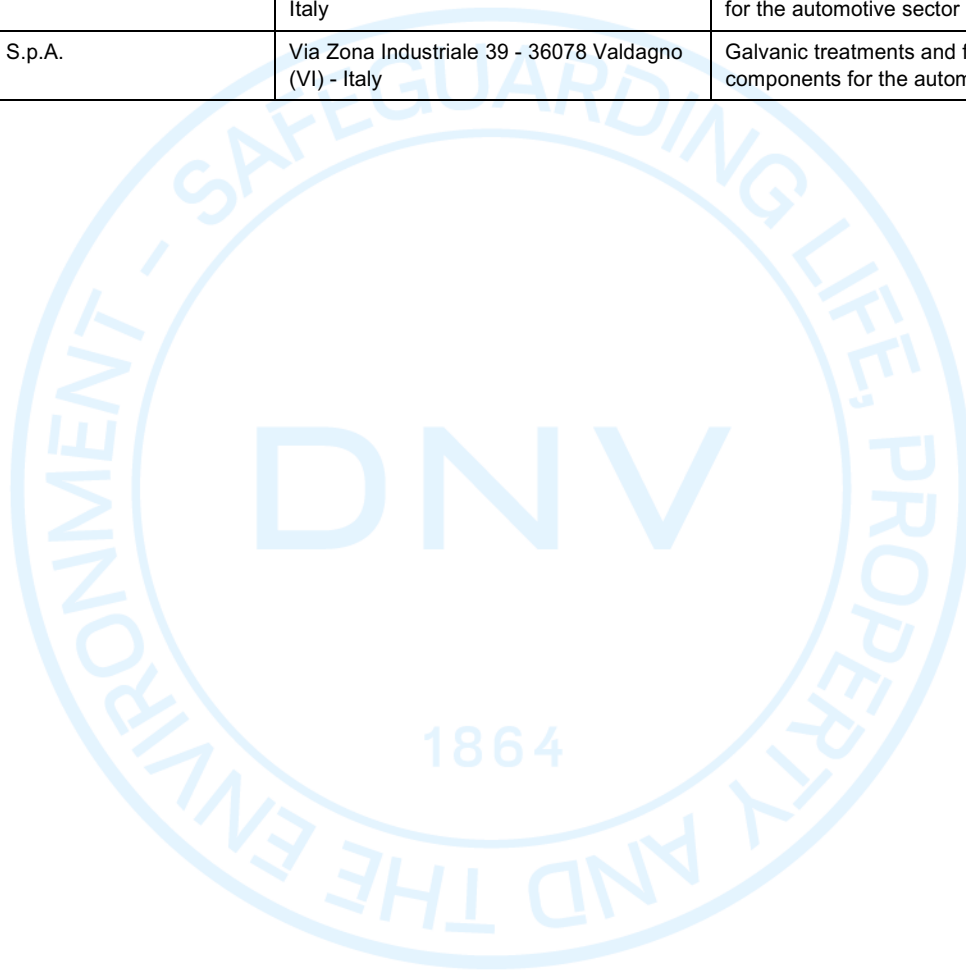 Italy
for the automotive sector
S.p.A.
Via Zona Industriale 39 - 36078 Valdagno
(VI) - Italy
Galvanic treatments and
components for the
SAFEGUARDING LIFE, PROPERTY AND THE ENVIRONMENT -
DNV
1864